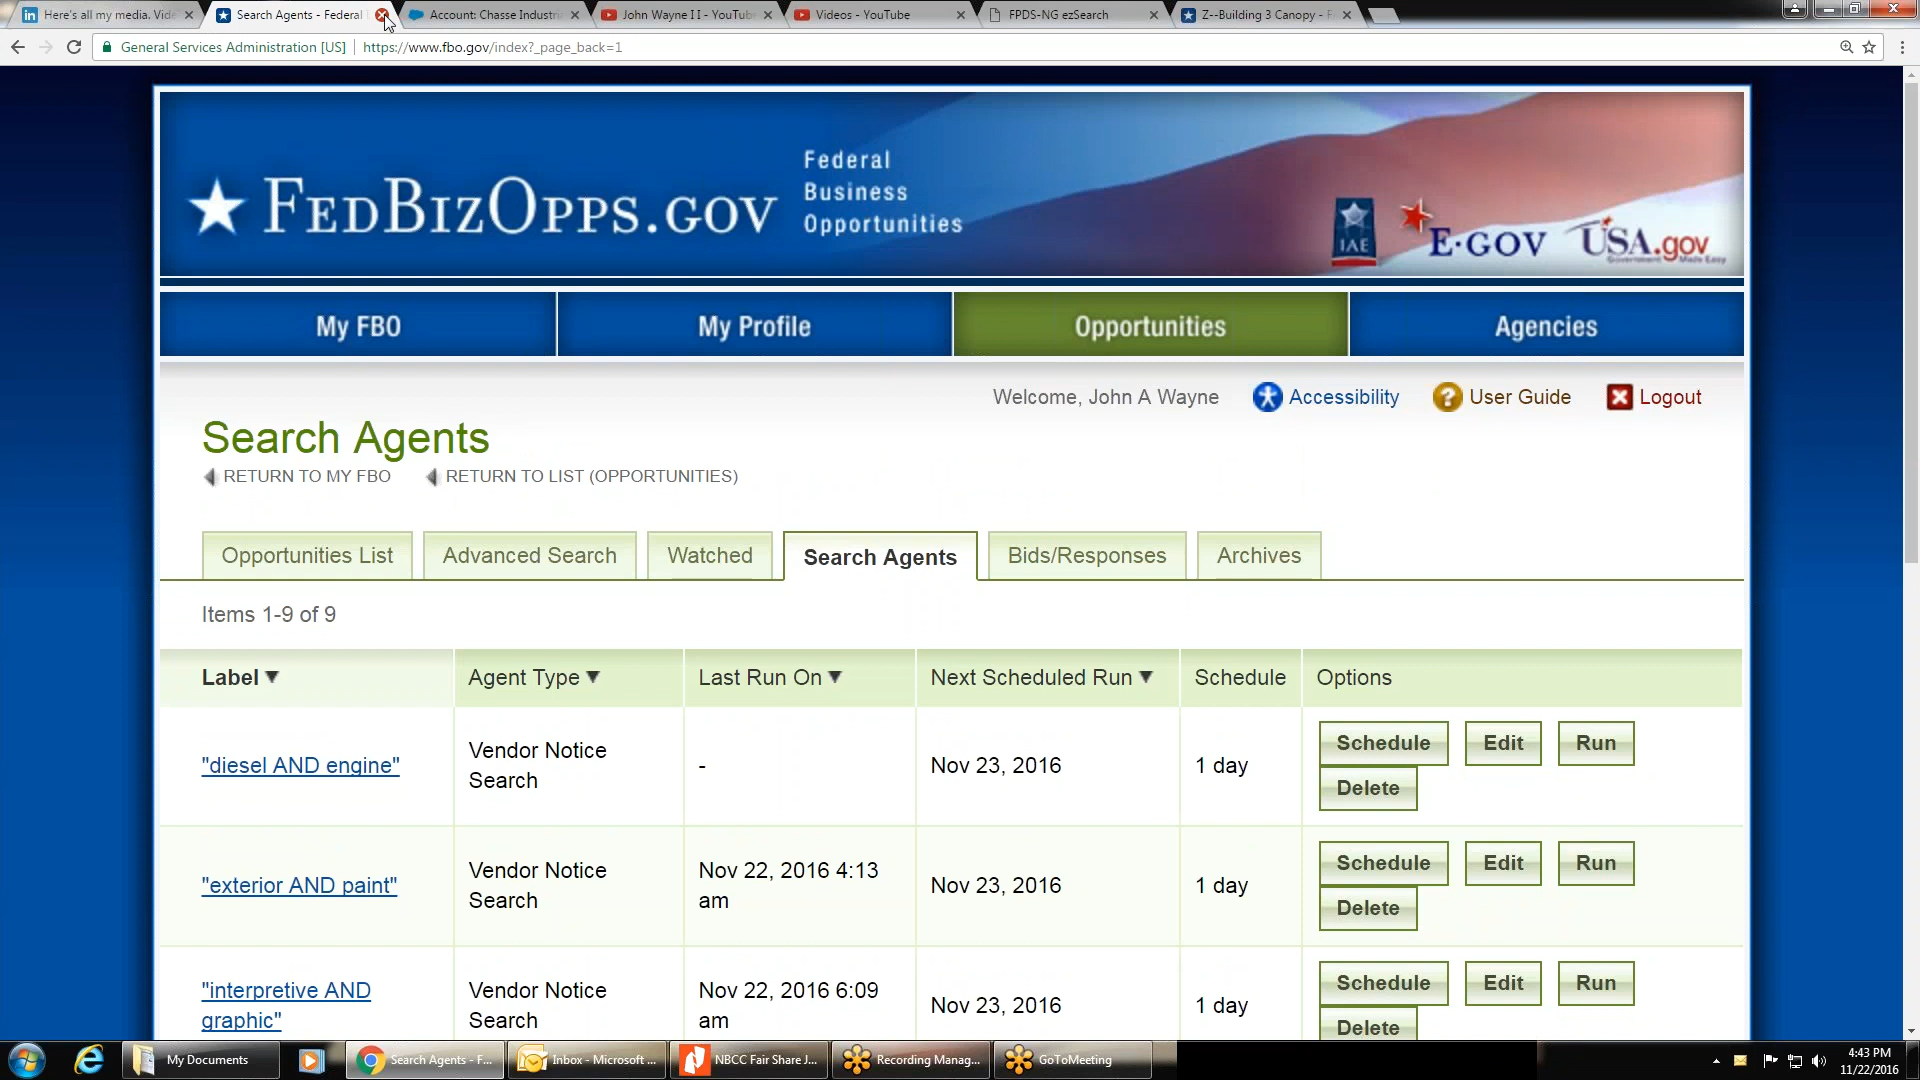 Here's all my media. Vide
Search Agents - Federal
Account: Chasse Industri
John Wayne I I - YouTub
Videos - YouTube
FPDS-NG ezSearch
Z--Building 3 Canopy - F
General Services Administration [US]
https://www.fbo.gov/index?_page_back=1
FEDBIZOPPS.GOV
Federal
Business
Opportunities
IAE
E-GOV
USA.gov
Government Made Easy
My FBO
My Profile
Opportunities
Agencies
Welcome, John A Wayne
Accessibility
User Guide
Logout
Search Agents
RETURN TO MY FBO
RETURN TO LIST (OPPORTUNITIES)
Opportunities List
Advanced Search
Watched
Search Agents
Bids/Responses
Archives
Items 1-9 of 9
Label
Agent Type
Last Run On
Next Scheduled Run
Schedule
Options
"diesel AND engine"
Vendor Notice
Search
-
Nov 23, 2016
1 day
Schedule
Edit
Run
Delete
"exterior AND paint"
Vendor Notice
Search
Nov 22, 2016 4:13
am
Nov 23, 2016
1 day
Schedule
Edit
Run
Delete
"interpretive AND
graphic"
Vendor Notice
Search
Nov 22, 2016 6:09
am
Nov 23, 2016
1 day
Schedule
Edit
Run
Delete
My Documents
Search Agents - F...
Inbox - Microsoft ...
NBCC Fair Share J...
Recording Manag...
GoToMeeting
4:43 PM
11/22/2016